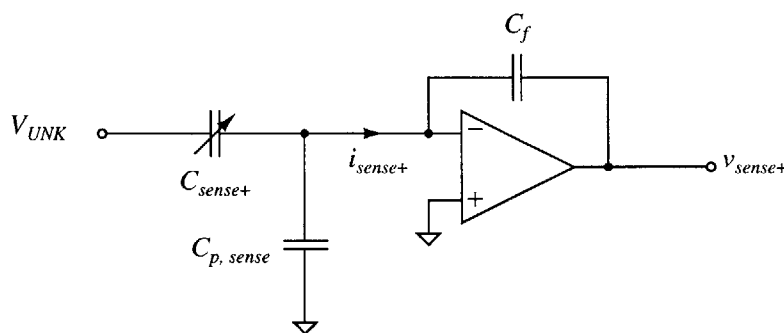 C_f
V_UNK
−
i_sense+
v_sense+
C_sense+
+
C_p, sense